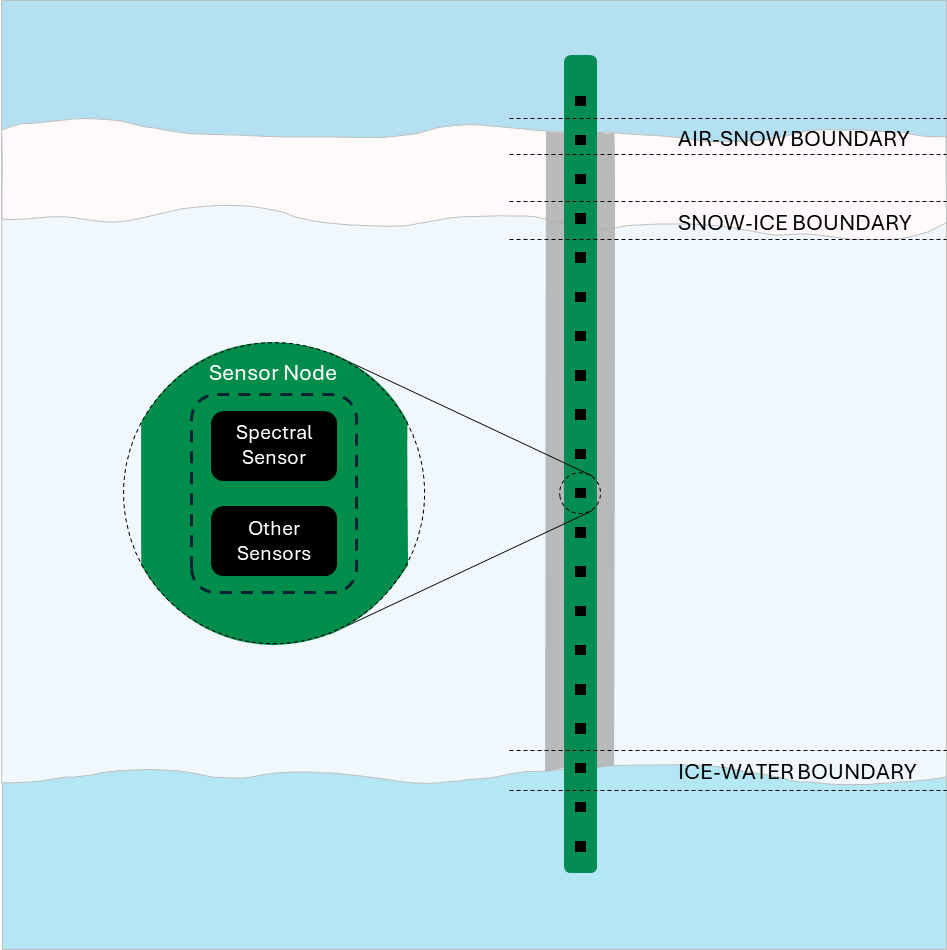 AIR-SNOW BOUNDARY
SNOW-ICE BOUNDARY
Sensor Node
Spectral
Sensor
Other
Sensors
ICE-WATER BOUNDARY